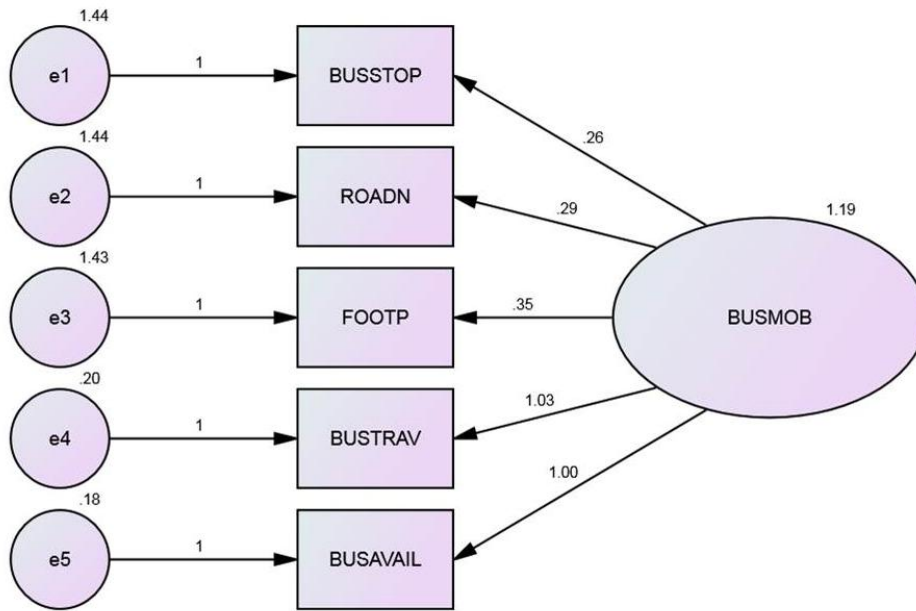 1.44
e1
1
BUSSTOP
.26
1.44
e2
1
ROADN
.29
1.19
1.43
e3
1
FOOTP
.35
BUSMOB
.20
e4
1
BUSTRAV
1.03
1.00
.18
e5
1
BUSAVAIL